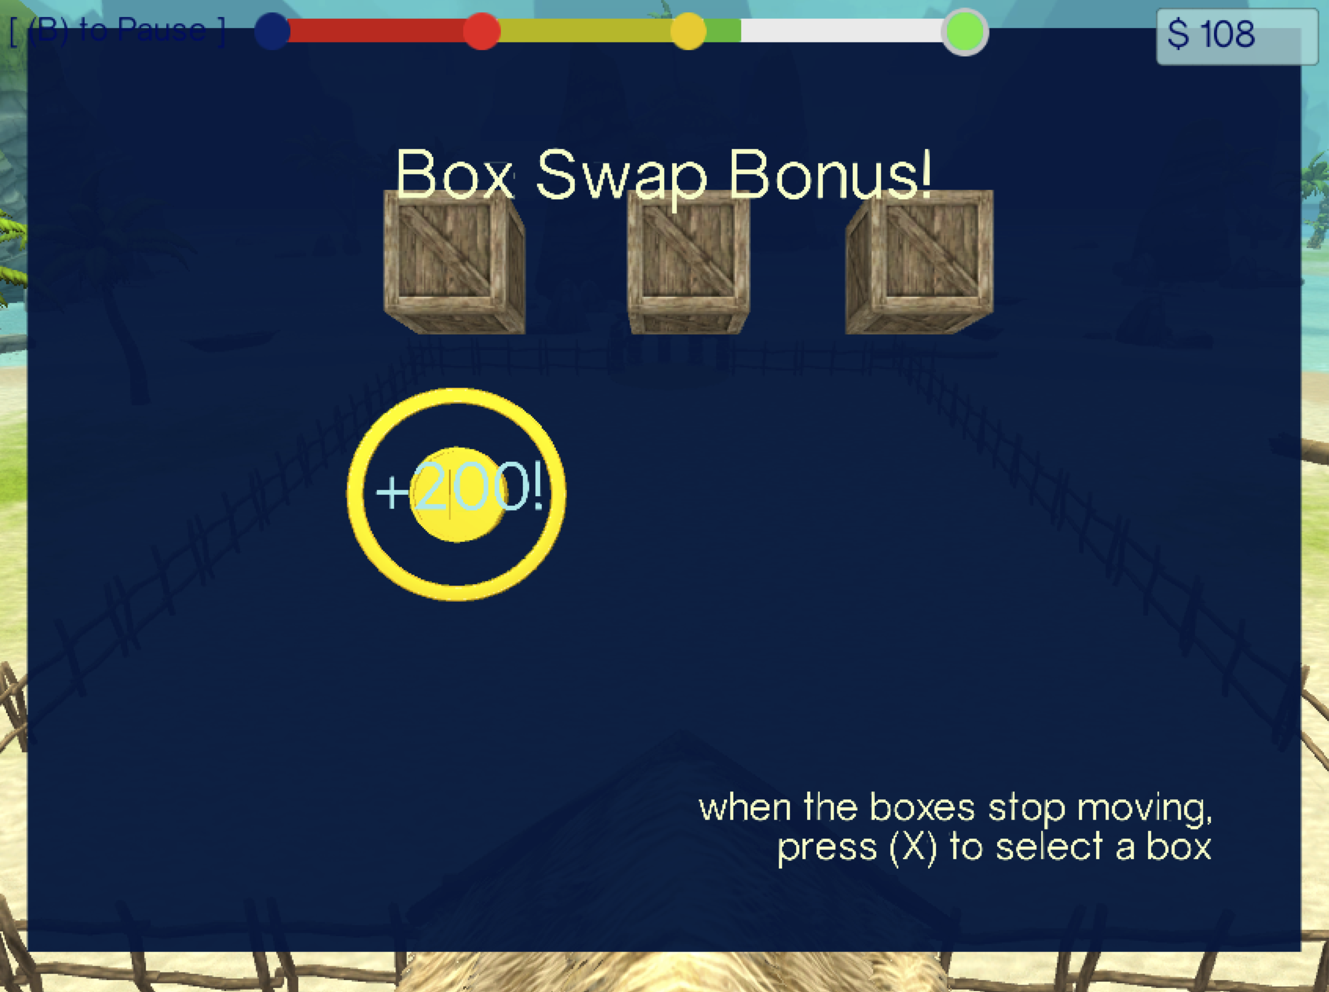 [ (B) to Pause ]
$ 108
Box Swap Bonus!
+200!
when the boxes stop moving,
press (X) to select a box